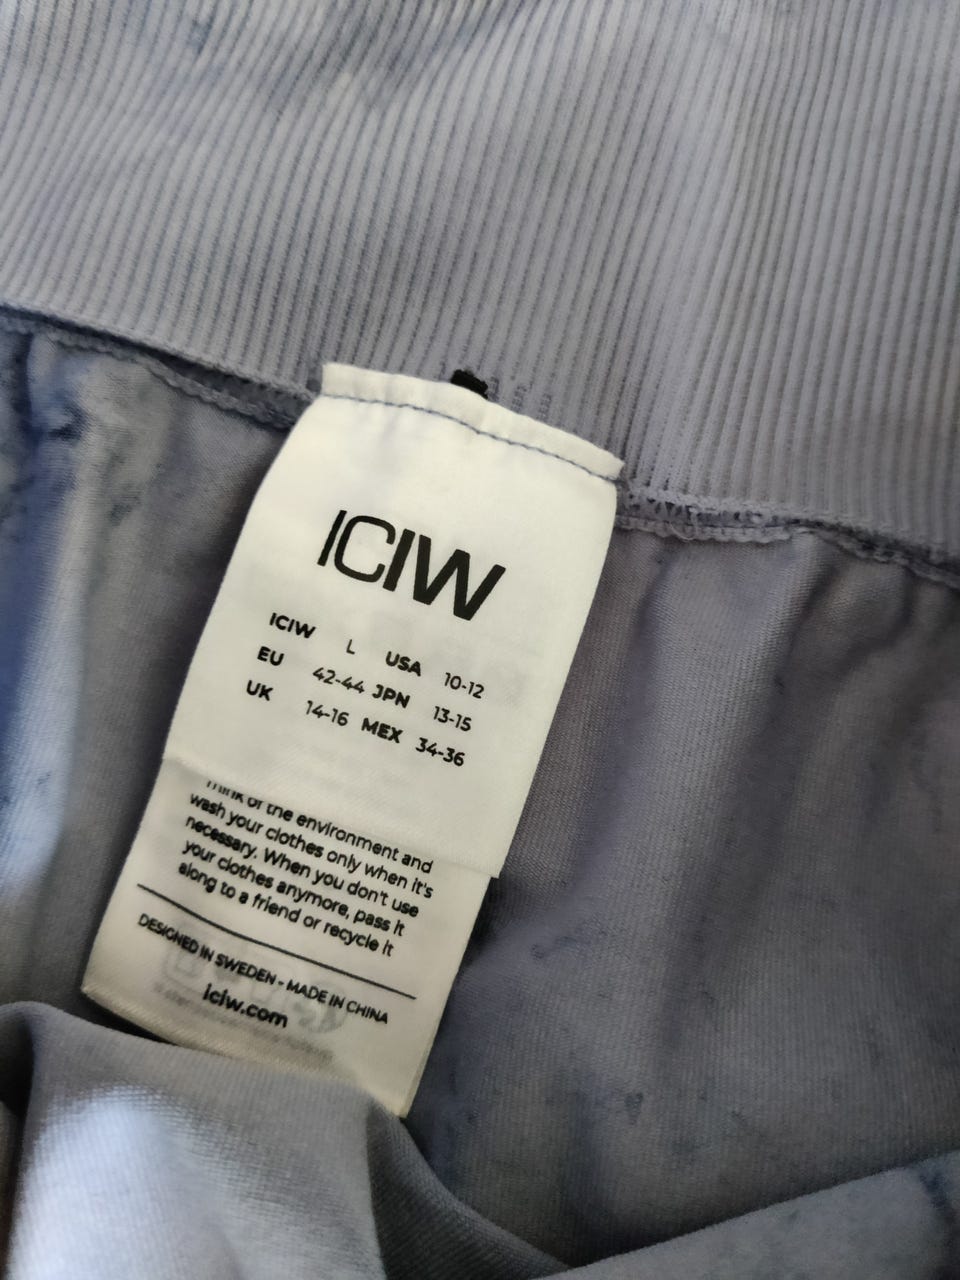 ICIW
ICIW L USA 10-12
EU 42-44 JPN 13-15
UK 14-16 MEX 34-36
Think of the environment and
wash your clothes only when it's
necessary. When you don't use
your clothes anymore, pass it
along to a friend or recycle it
DESIGNED IN SWEDEN - MADE IN CHINA
iciw.com